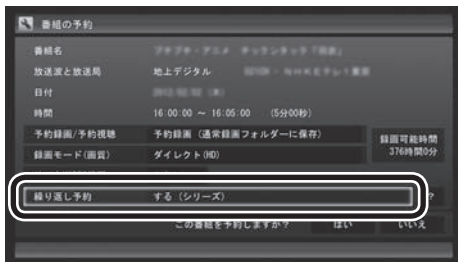 番組の予約
番組名
放送波と放送局 地上デジタル
日付
時間 16:00:00 ~ 16:05:00 (5分00秒)
予約録画/予約視聴 予約録画 (通常録画フォルダーに保存)
録画可能時間
376時間0分
録画モード(画質) ダイレクト(HD)
繰り返し予約 する (シリーズ) ?
この番組を予約しますか? はい いいえ